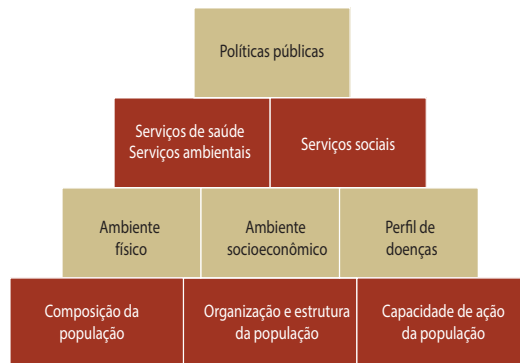 Políticas públicas
Serviços de saúde
Serviços ambientais
Serviços sociais
Ambiente
físico
Ambiente
socioeconômico
Perfil de
doenças
Composição da
população
Organização e estrutura
da população
Capacidade de ação
da população